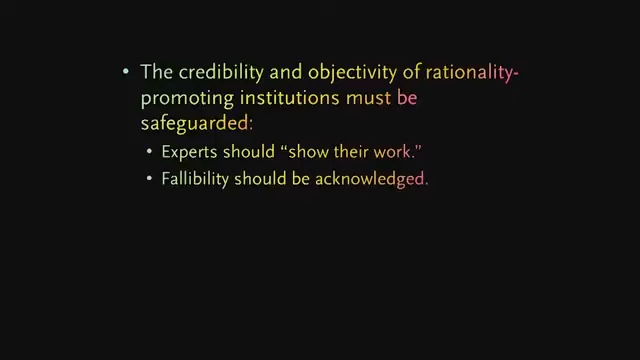 • The credibility and objectivity of rationality-
promoting institutions must be
safeguarded:
• Experts should “show their work.”
• Fallibility should be acknowledged.